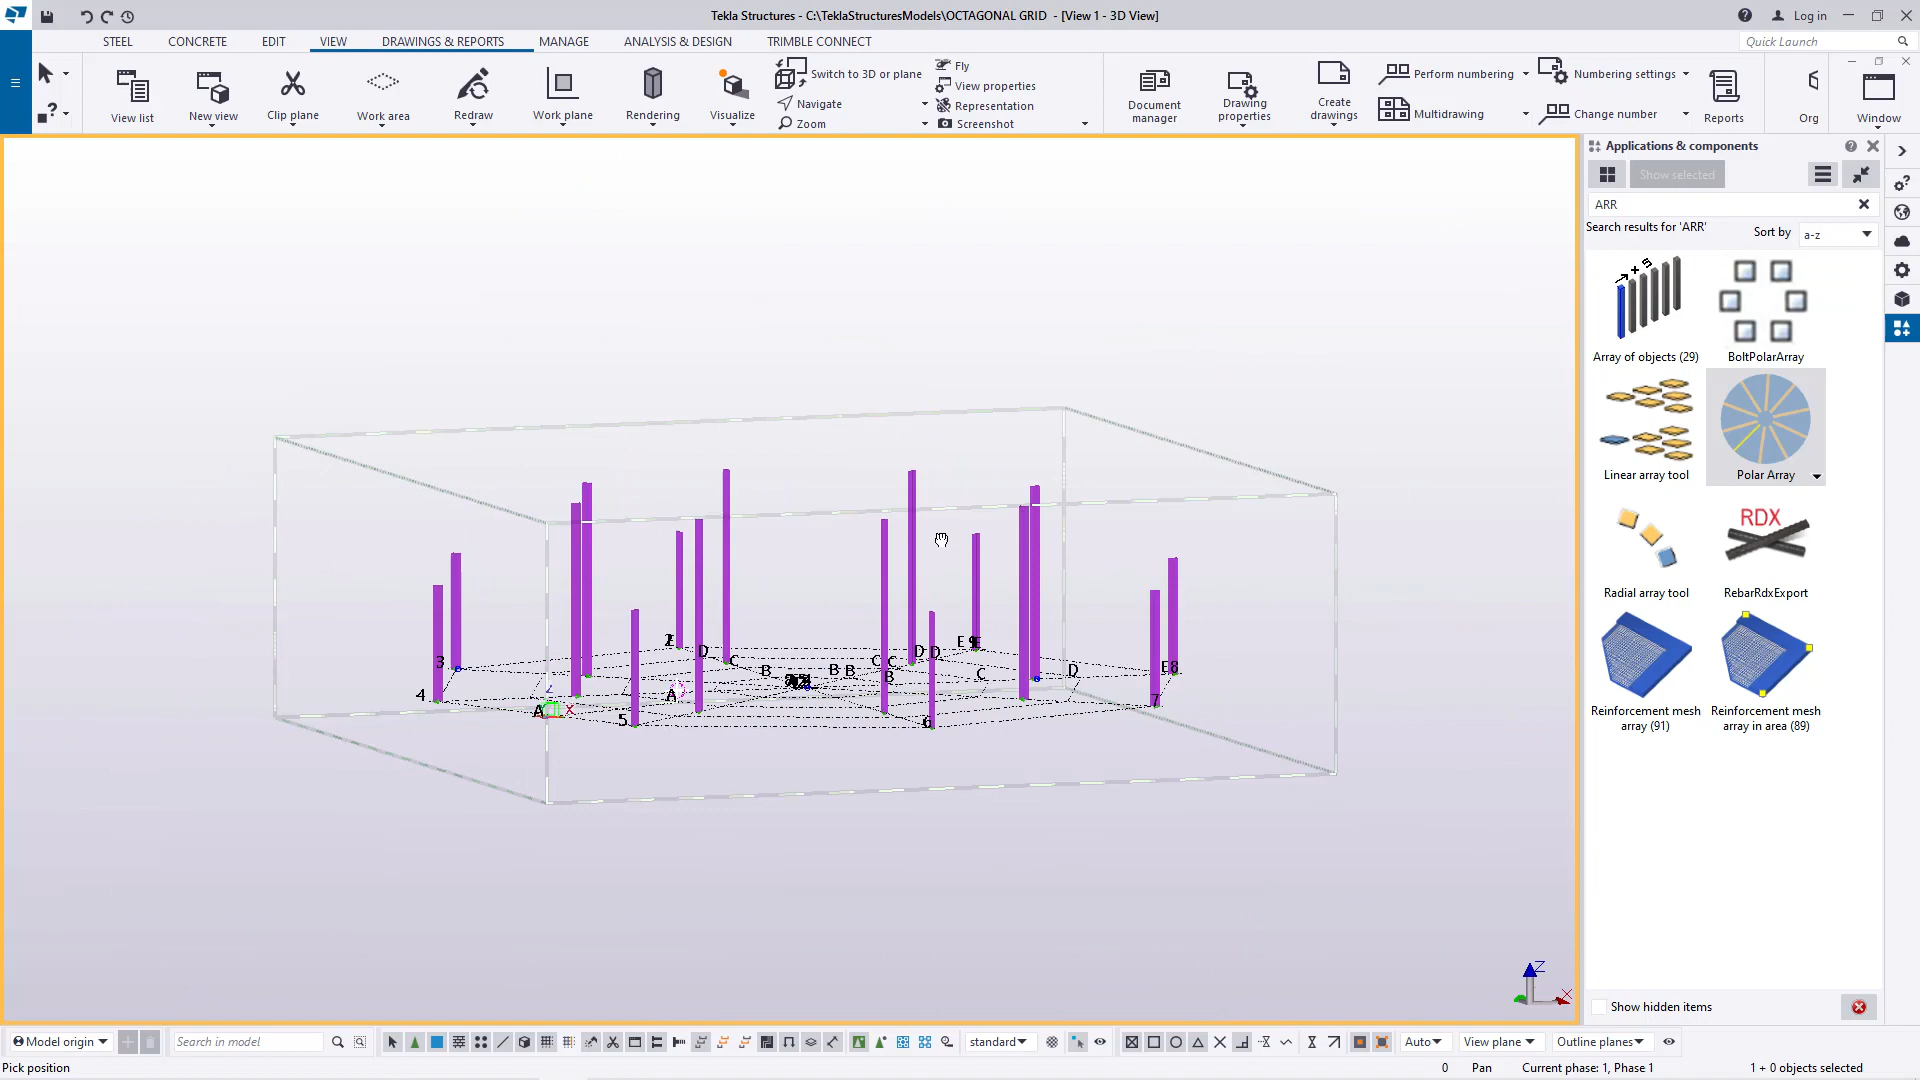 Tekla Structures - C:\TeklaStructuresModels\OCTAGONAL GRID - [View 1 - 3D View]
Log in
STEEL CONCRETE EDIT VIEW DRAWINGS & REPORTS MANAGE ANALYSIS & DESIGN TRIMBLE CONNECT
Quick Launch
View list
New view
Clip plane
Work area
Redraw
Work plane
Rendering
Visualize
Switch to 3D or plane
Navigate
Zoom
Fly
View properties
Representation
Screenshot
Document
manager
Drawing
properties
Create
drawings
Perform numbering
Multidrawing
Numbering settings
Change number
Reports
Org
Window
Applications & components
Show selected
ARR
Search results for 'ARR'
Sort by
a-z
Array of objects (29)
BoltPolarArray
Linear array tool
Polar Array
RDX
Radial array tool
RebarRdxExport
Reinforcement mesh
array (91)
Reinforcement mesh
array in area (89)
Show hidden items
3
4
A
Z
X
5
A
D
C
B
B
B
C
C
B
D
D
E
C
D
E8
7
6
Z
X
Model origin
Search in model
standard
Auto
View plane
Outline planes
Pick position
0
Pan
Current phase: 1, Phase 1
1 + 0 objects selected